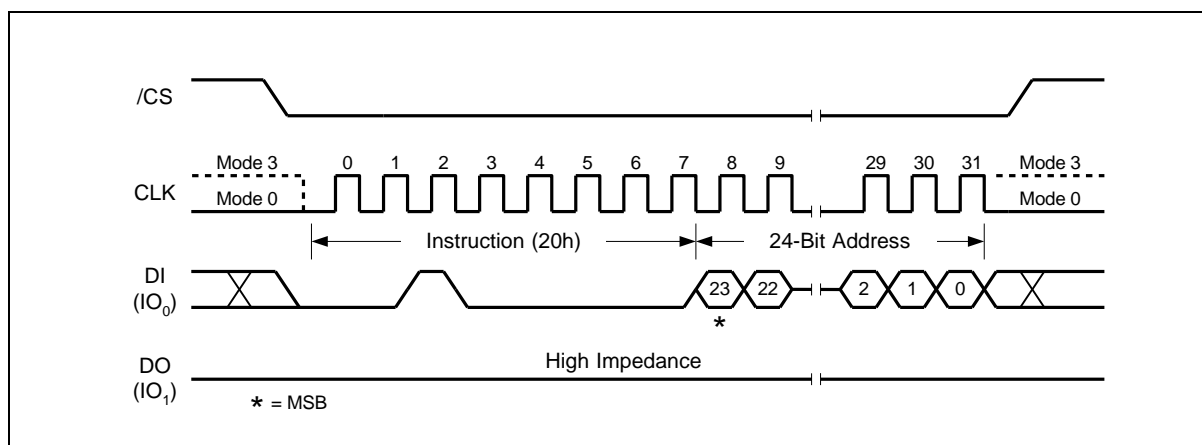 /CS
Mode 3 0 1 2 3 4 5 6 7 8 9 29 30 31 Mode 3
CLK
Mode 0 Mode 0
Instruction (20h) 24-Bit Address
DI
(IO0)
23 22 2 1 0
*
High Impedance
DO
(IO1)
* = MSB